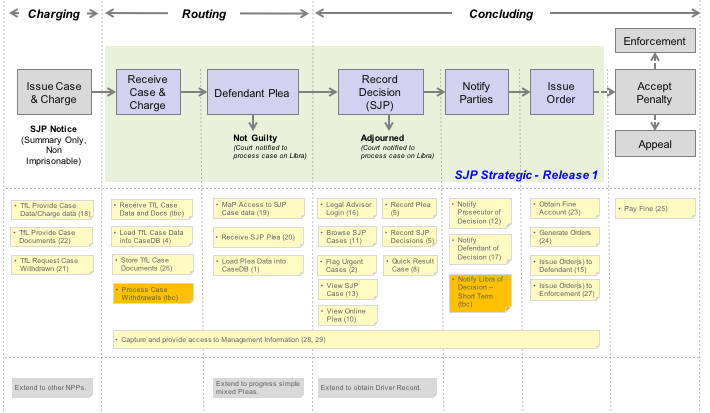 Charging
Routing
Concluding
Enforcement
Issue Case
& Charge
Receive
Case &
Charge
Defendant Plea
Record
Decision
(SJP)
Notify
Parties
Issue
Order
Accept
Penalty
Appeal
SJP Notice
(Summary Only,
Non
Imprisonable)
Not Guilty
(Court notified to
process case on Libra)
Adjourned
(Court notified to
process case on Libra)
SJP Strategic - Release 1
• TfL Provide Case
Data/Charge data (18)
• TfL Provide Case
Documents (22)
• TfL Request Case
Withdrawn (21)
• Receive TfL Case
Data and Docs (tbc)
• Load TfL Case Data
into CaseDB (4)
• Store TfL Case
Documents (26)
• Process Case
Withdrawals (tbc)
• MaP Access to SJP
Case data (19)
• Receive SJP Plea (20)
• Load Plea Data into
CaseDB (1)
• Legal Advisor
Login (16)
• Browse SJP
Cases (11)
• Flag Urgent
Cases (2)
• View SJP
Case (13)
• View Online
Plea (10)
• Record Plea
(9)
• Record SJP
Decisions (5)
• Quick Result
Case (8)
• Notify
Prosecutor of
Decision (12)
• Notify
Defendant of
Decision (17)
• Notify Libra of
Decision –
Short Term
(tbc)
• Obtain Fine
Account (23)
• Generate Orders
(24)
• Issue Order(s) to
Defendant (15)
• Issue Order(s) to
Enforcement (27)
• Pay Fine (25)
• Capture and provide access to Management Information (28, 29)
Extend to other NPPs.
Extend to progress simple
mixed Pleas.
Extend to obtain Driver Record.